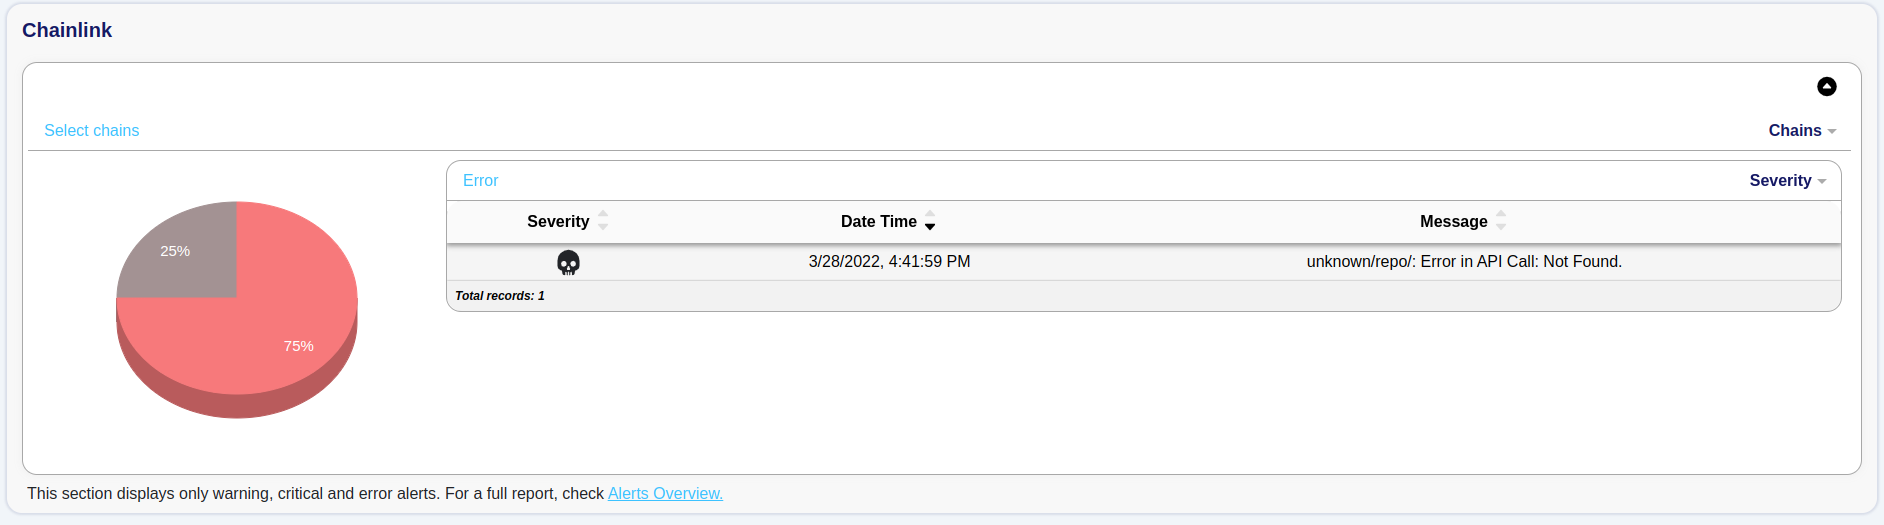 Chainlink
Select chains
Chains
Error
Severity
Severity
Date Time
Message
3/28/2022, 4:41:59 PM
unknown/repo/: Error in API Call: Not Found.
Total records: 1
25%
75%
This section displays only warning, critical and error alerts. For a full report, check Alerts Overview.